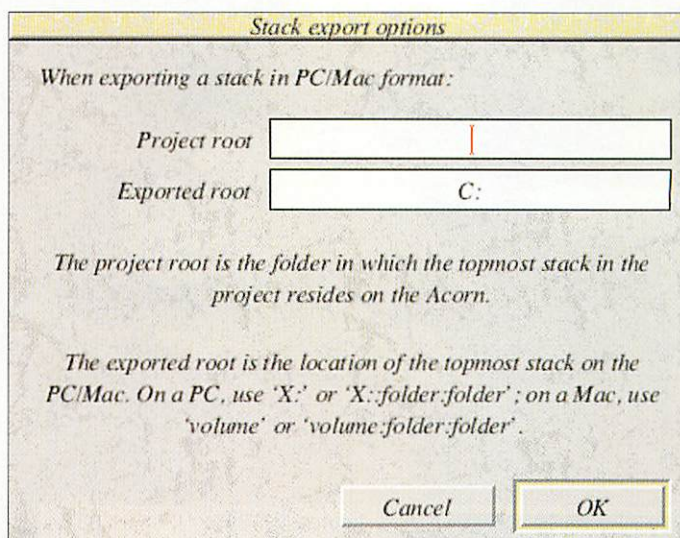 Stack export options
When exporting a stack in PC/Mac format:
Project root
Exported root C:
The project root is the folder in which the topmost stack in the
project resides on the Acorn.
The exported root is the location of the topmost stack on the
PC/Mac. On a PC, use ‘X:’ or ‘X:.folder:folder’; on a Mac, use
‘volume’ or ‘volume:folder:folder’.
Cancel OK